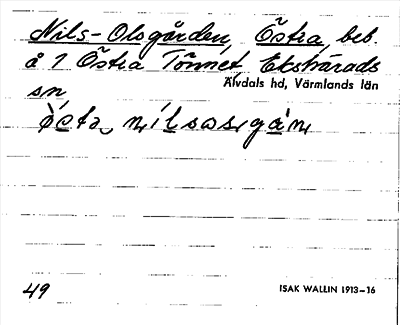 Nils-Olsgården, Östra, beb.
å 1 Östra Tönnet, Ekshärads
sn
Älvdals hd, Värmlands län
49
ISAK WALLIN 1913–16